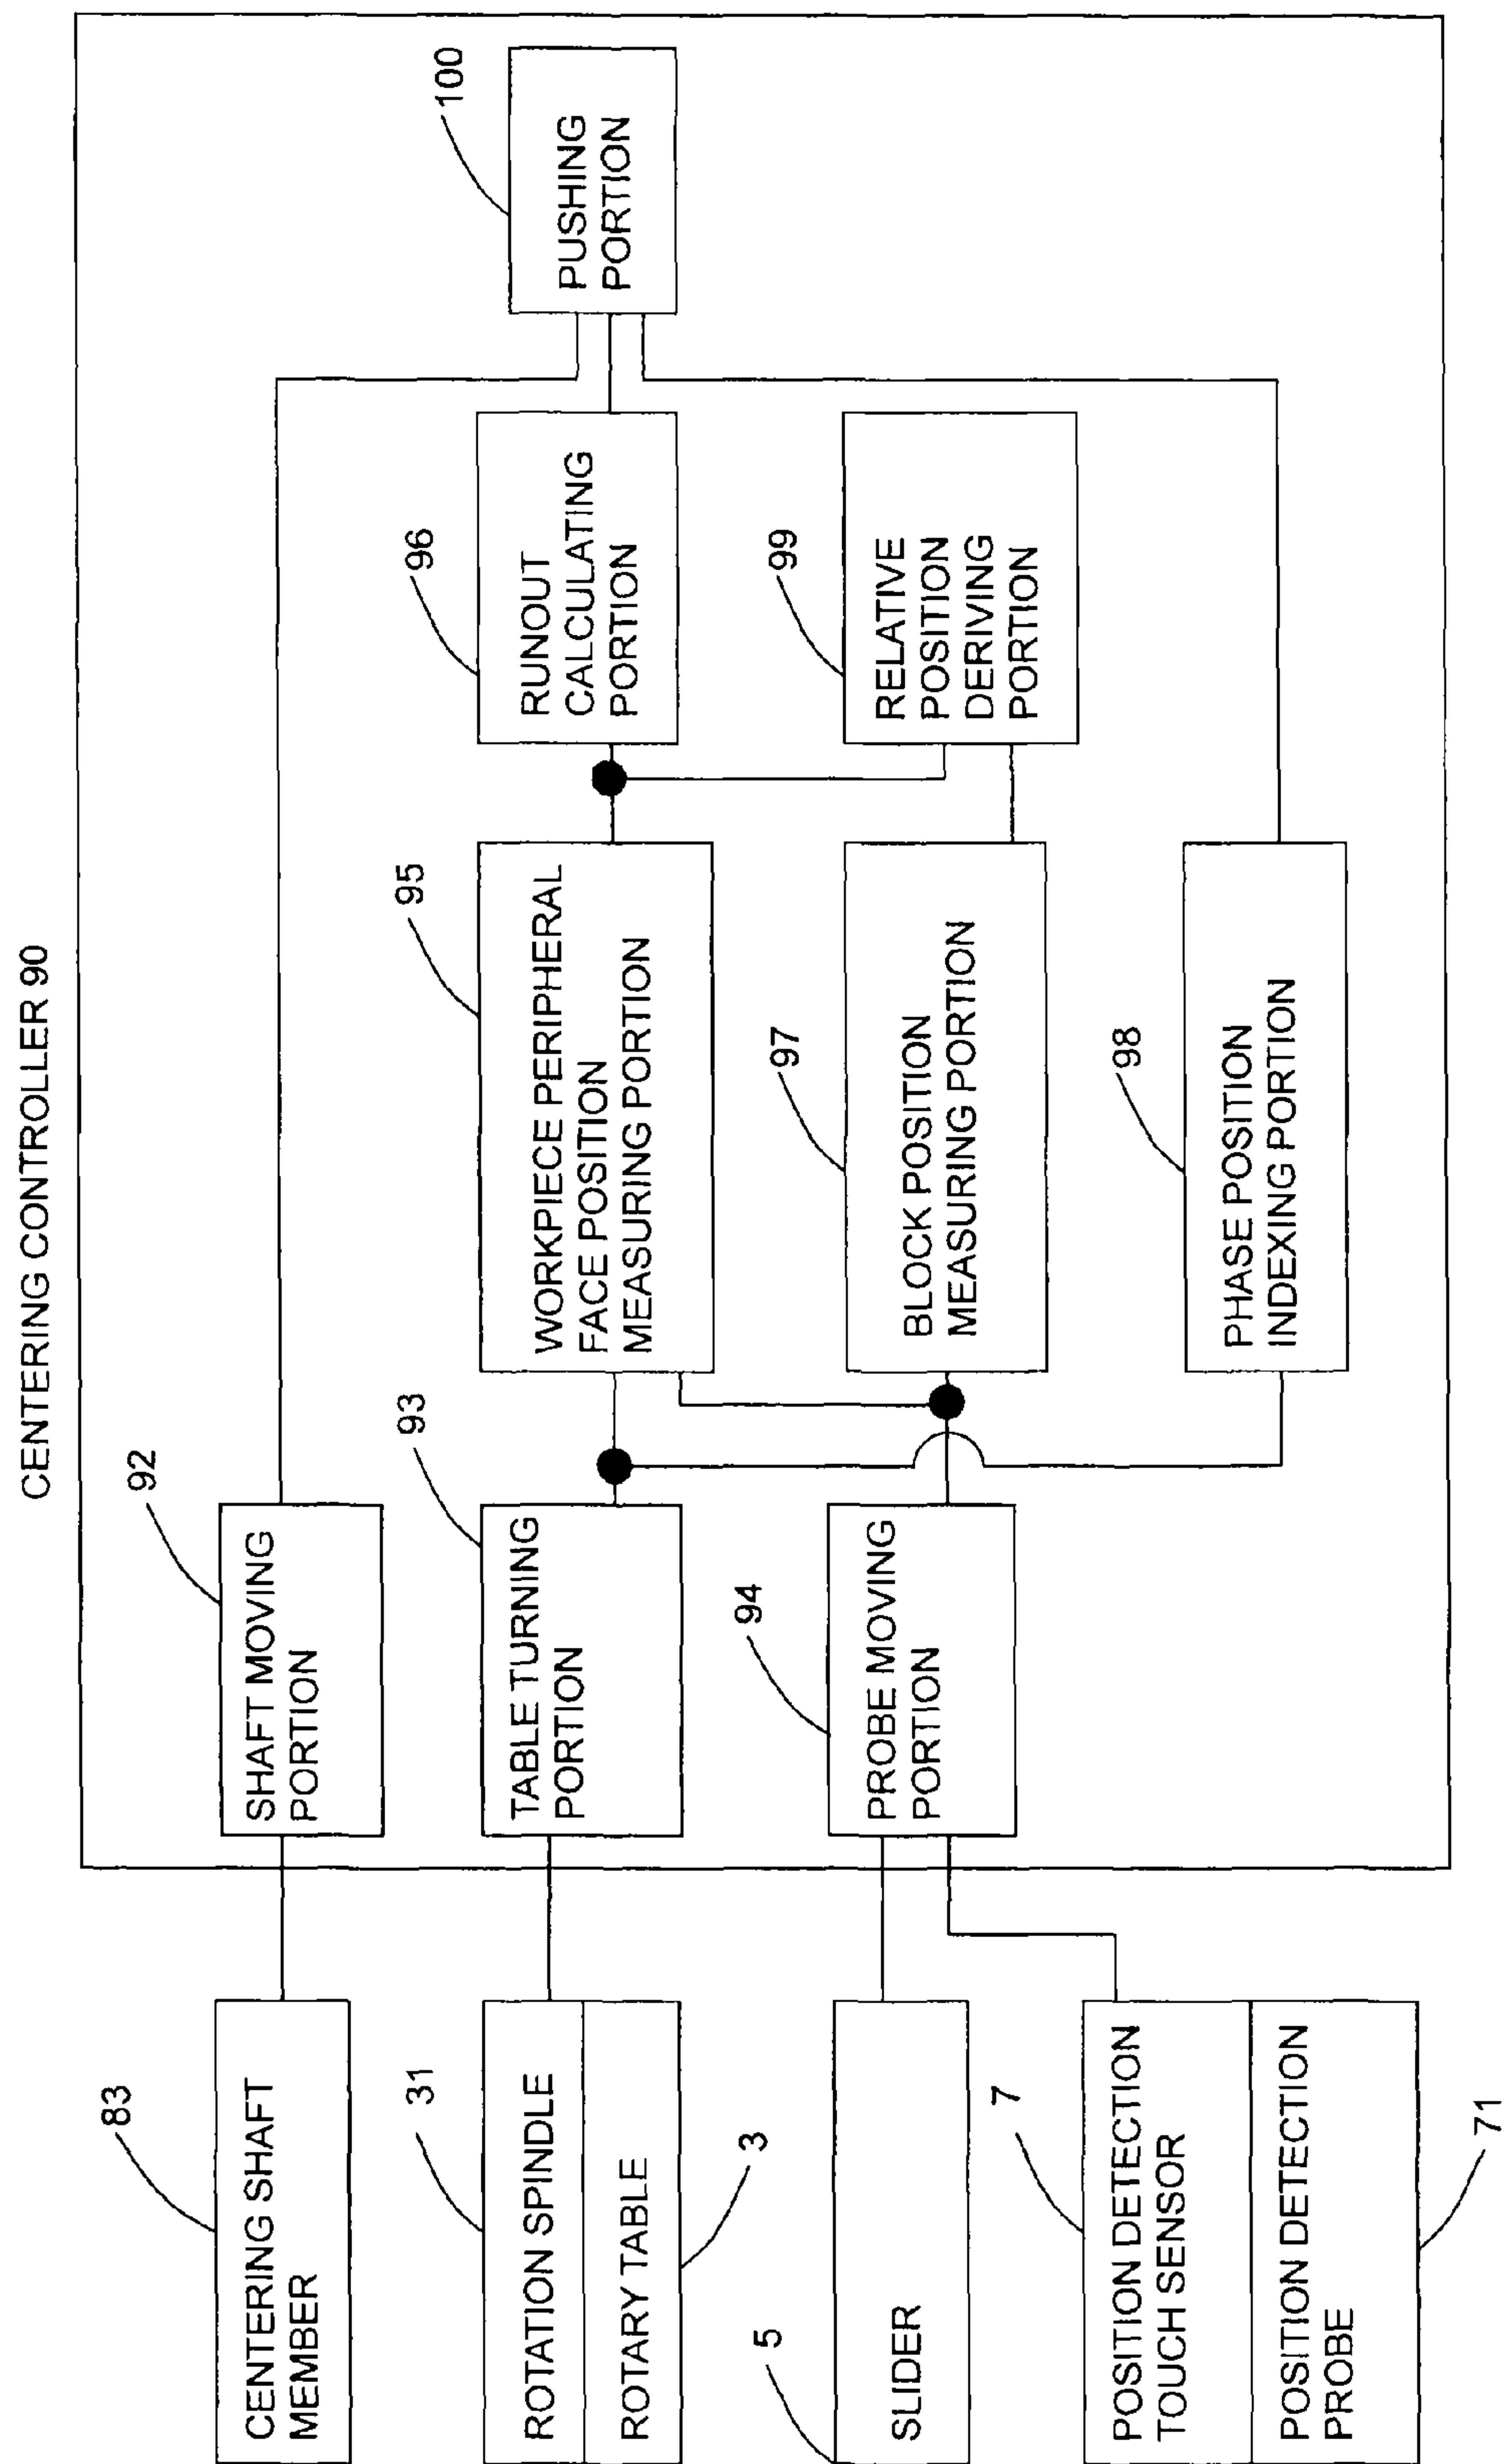 CENTERING CONTROLLER 90
83
CENTERING SHAFT
MEMBER
92
SHAFT MOVING
PORTION
31
ROTATION SPINDLE
ROTARY TABLE
3
93
TABLE TURNING
PORTION
95
WORKPIECE PERIPHERAL
FACE POSITION
MEASURING PORTION
96
RUNOUT
CALCULATING
PORTION
100
PUSHING
PORTION
5
SLIDER
94
PROBE MOVING
PORTION
97
BLOCK POSITION
MEASURING PORTION
99
RELATIVE
POSITION
DERIVING
PORTION
7
POSITION DETECTION
TOUCH SENSOR
POSITION DETECTION
PROBE
71
98
PHASE POSITION
INDEXING PORTION